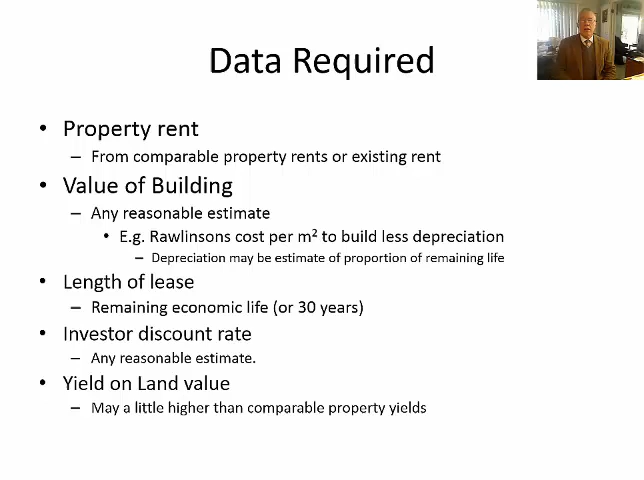 Data Required
• Property rent
– From comparable property rents or existing rent
• Value of Building
– Any reasonable estimate
• E.g. Rawlinsons cost per m² to build less depreciation
– Depreciation may be estimate of proportion of remaining life
• Length of lease
– Remaining economic life (or 30 years)
• Investor discount rate
– Any reasonable estimate.
• Yield on Land value
– May a little higher than comparable property yields